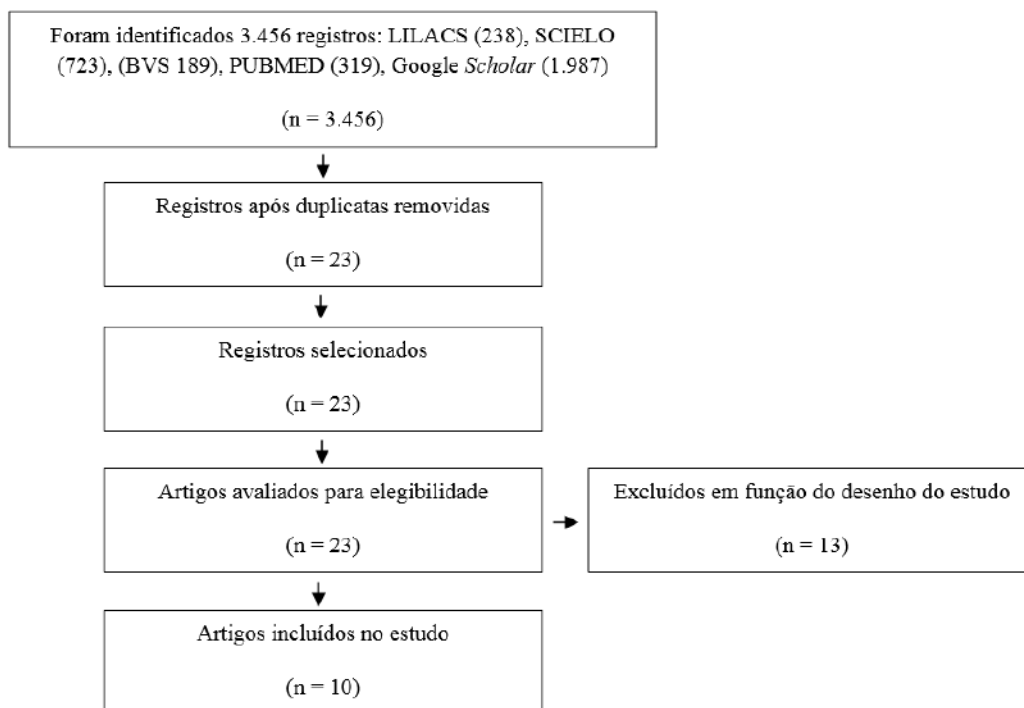 Foram identificados 3.456 registros: LILACS (238), SCIELO
(723), (BVS 189), PUBMED (319), Google Scholar (1.987)
(n = 3.456)
Registros após duplicatas removidas
(n = 23)
Registros selecionados
(n = 23)
Artigos avaliados para elegibilidade
(n = 23)
Excluídos em função do desenho do estudo
(n = 13)
Artigos incluídos no estudo
(n = 10)